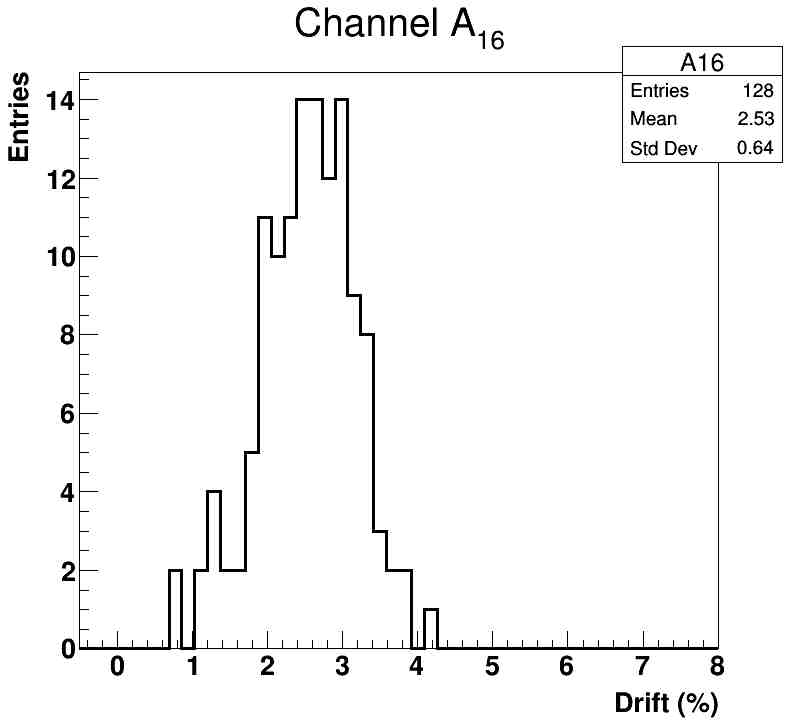 Channel A16
A16
Entries 128
Mean 2.53
Std Dev 0.64
Entries
14
12
10
8
6
4
2
0
0 1 2 3 4 5 6 7 8
Drift (%)